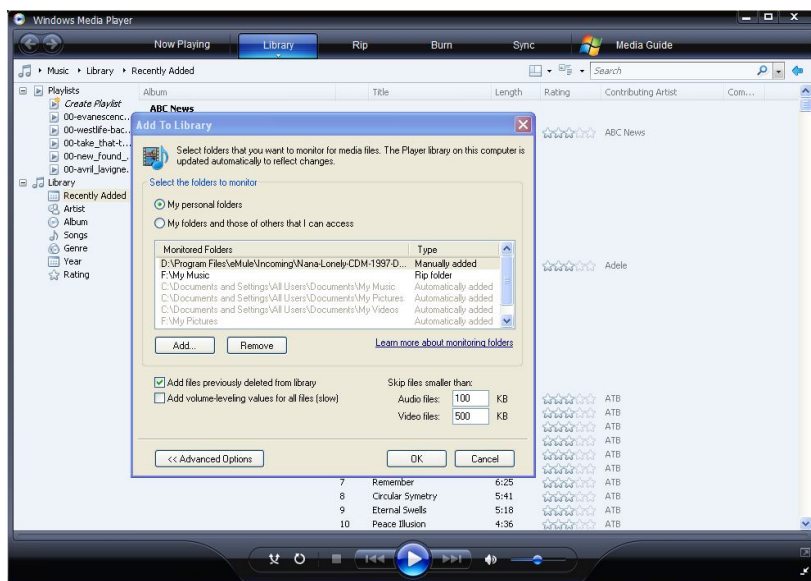 Windows Media Player
Now Playing Library Rip Burn Sync Media Guide
Music Library Recently Added Search
Playlists
Create Playlist
00-evanescenc...
00-westlife-bac...
00-take_that-t...
00-new_found_.
00-avril_lavigne.
Library
Recently Added
Artist
Album
Songs
Genre
Year
Rating
Album Title Length Rating Contributing Artist Com...
ABC News
ABC News
Adele
ATB
ATB
ATB
ATB
ATB
ATB
7 Remember 6:25 ATB
8 Circular Symetry 5:41 ATB
9 Eternal Swells 5:18 ATB
10 Peace Illusion 4:36 ATB
Add To Library
Select folders that you want to monitor for media files. The Player library on this computer is
updated automatically to reflect changes.
Select the folders to monitor
My personal folders
My folders and those of others that I can access
Monitored Folders Type
D:\Program Files\eMule\Incoming\Nana-Lonely-CDM-1997-D... Manually added
F:\My Music Rip folder
C:\Documents and Settings\All Users\Documents\My Music Automatically added
C:\Documents and Settings\All Users\Documents\My Pictures Automatically added
C:\Documents and Settings\All Users\Documents\My Videos Automatically added
F:\My Pictures Automatically added
Add... Remove Learn more about monitoring folders
Add files previously deleted from library
Add volume-leveling values for all files (slow)
Skip files smaller than:
Audio files: 100 KB
Video files: 500 KB
<< Advanced Options OK Cancel